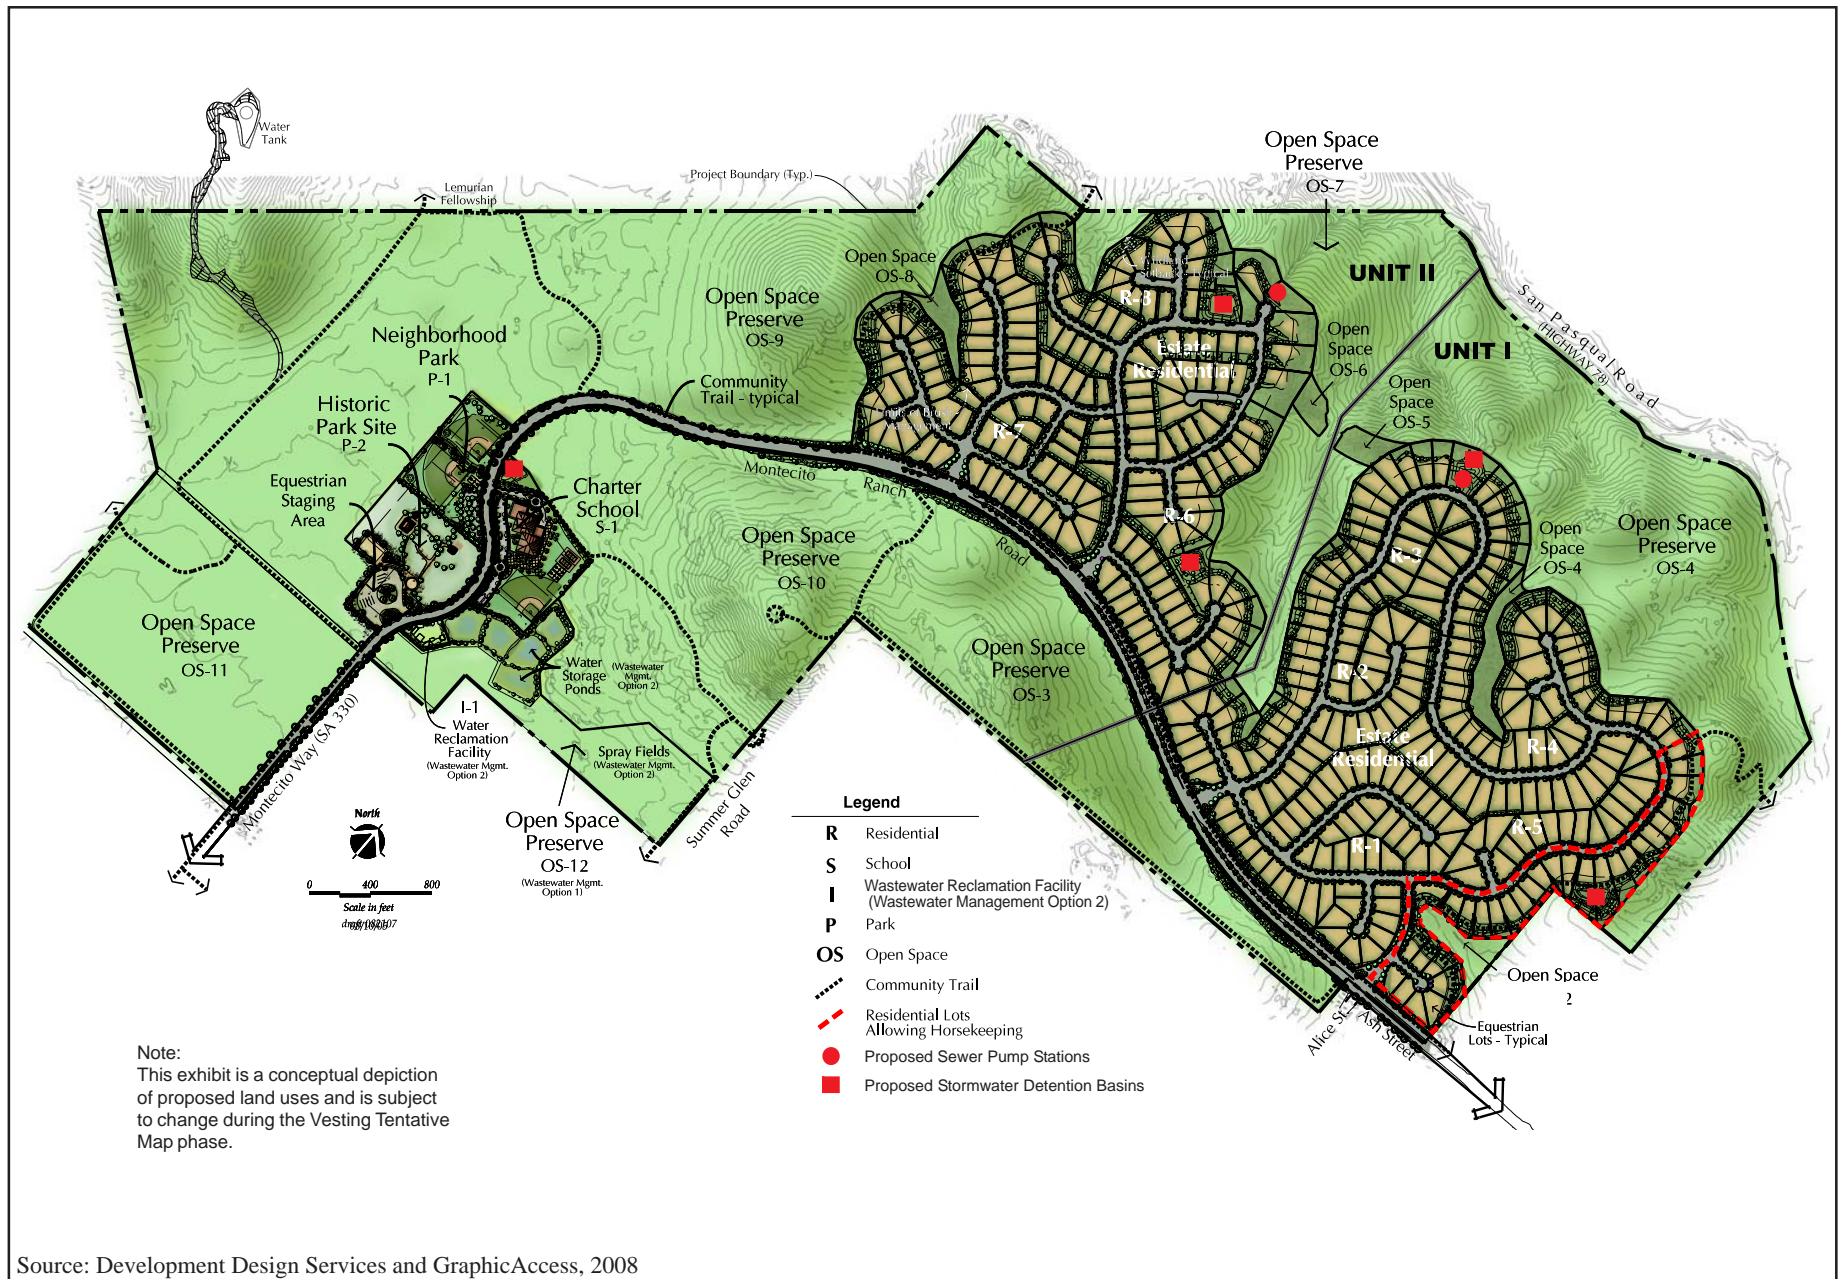 Water
Tank
Lemurian
Fellowship
Project Boundary (Typ.)
Open Space
Preserve
OS-7
UNIT II
San Pasqual Road
(HIGHWAY 78)
UNIT I
Open Space
OS-8
Open Space
Preserve
OS-9
R-8
Estate
Residential
Open
Space
OS-6
Open
Space
OS-5
Neighborhood
Park
P-1
Historic
Park Site
P-2
Equestrian
Staging
Area
Community
Trail - typical
R-7
Montecito Ranch Road
Charter
School
S-1
R-6
Open Space
Preserve
OS-10
R-3
Open
Space
OS-4
Open Space
Preserve
OS-4
Open Space
Preserve
OS-11
Water
Storage
Ponds
(Wastewater
Mgmt.
Option 2)
Open Space
Preserve
OS-3
R-2
Estate
Residential
R-4
I-1
Water
Reclamation
Facility
(Wastewater Mgmt.
Option 2)
Spray Fields
(Wastewater Mgmt.
Option 2)
Montecito Way (SA 330)
Summer Glen
Road
Open Space
Preserve
OS-12
(Wastewater Mgmt.
Option 1)
R-5
R-1
North
0 400 800
Scale in feet
Legend
R Residential
S School
I Wastewater Reclamation Facility
(Wastewater Management Option 2)
P Park
OS Open Space
Community Trail
Residential Lots
Allowing Horsekeeping
Proposed Sewer Pump Stations
Proposed Stormwater Detention Basins
Open Space
2
Equestrian
Lots - Typical
Alice St.
Ash Street
Note:
This exhibit is a conceptual depiction
of proposed land uses and is subject
to change during the Vesting Tentative
Map phase.
Source: Development Design Services and GraphicAccess, 2008